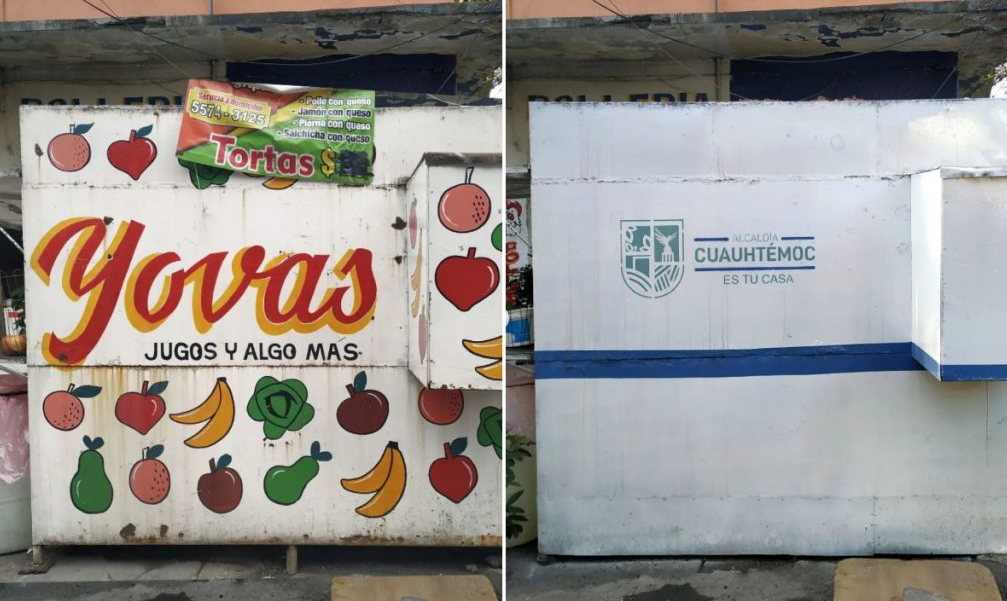 Servicio a Domicilio
5574 - 3125
- Pollo con queso
- Jamón con queso
- Pierna con queso
- Salchicha con queso
Tortas $
Yovas
JUGOS Y ALGO MAS
ROLLERIA
ALCALDÍA
CUAUHTÉMOC
ES TU CASA